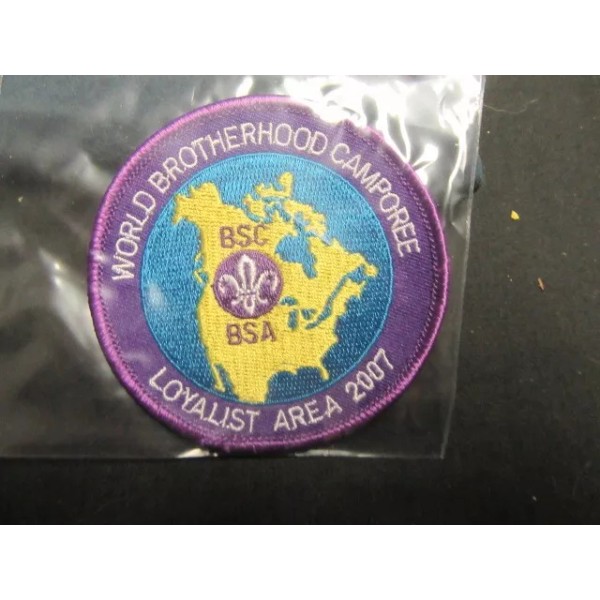 WORLD BROTHERHOOD CAMPOREE
BSC
BSA
LOYALIST AREA 2007